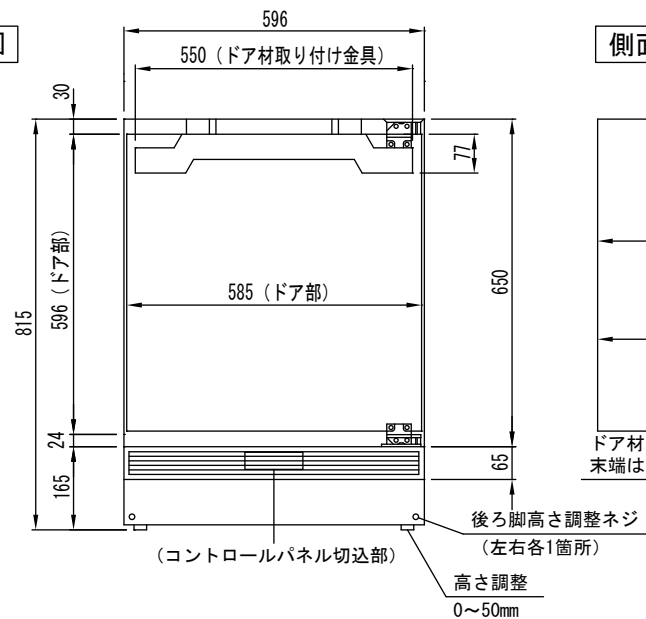 596
側面
550（ドア材取り付け金具）
30
77
815
596（ドア部）
585（ドア部）
650
24
165
65
ドア材
末端は
後ろ脚高さ調整ネジ
（左右各1箇所）
（コントロールパネル切込部）
高さ調整
0～50mm